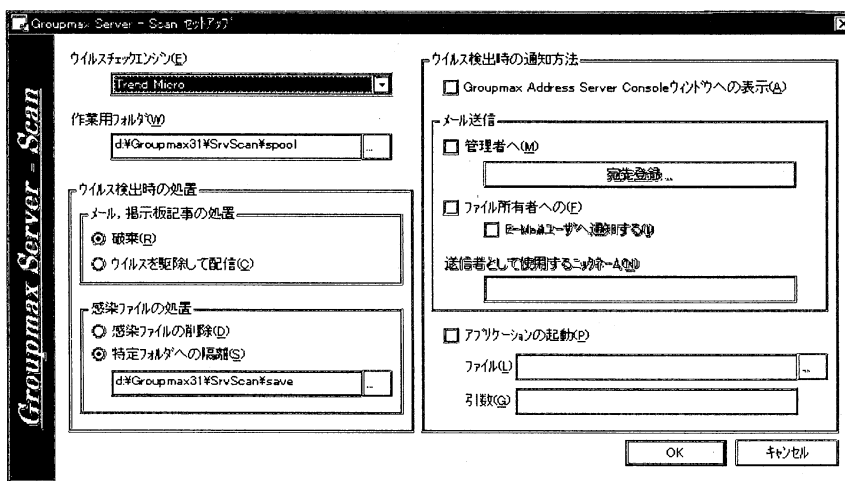 Groupmax Server - Scan セットアップ
Groupmax Server - Scan
ウイルスチェックエンジン(E)
Trend Micro
作業用フォルダ(W)
d:¥Groupmax31¥SrvScan¥spool
...
ウイルス検出時の処置
メール，掲示板記事の処置
破棄(R)
ウイルスを駆除して配信(C)
感染ファイルの処置
感染ファイルの削除(D)
特定フォルダへの隔離(S)
d:¥Groupmax31¥SrvScan¥save
...
ウイルス検出時の通知方法
Groupmax Address Server Consoleウィンドウへの表示(A)
メール送信
管理者へ(M)
宛先登録...
ファイル所有者への(F)
E-Mailユーザへ通知する(I)
送信者として使用するニックネーム(N)
アプリケーションの起動(P)
ファイル(L)
...
引数(G)
OK
キャンセル